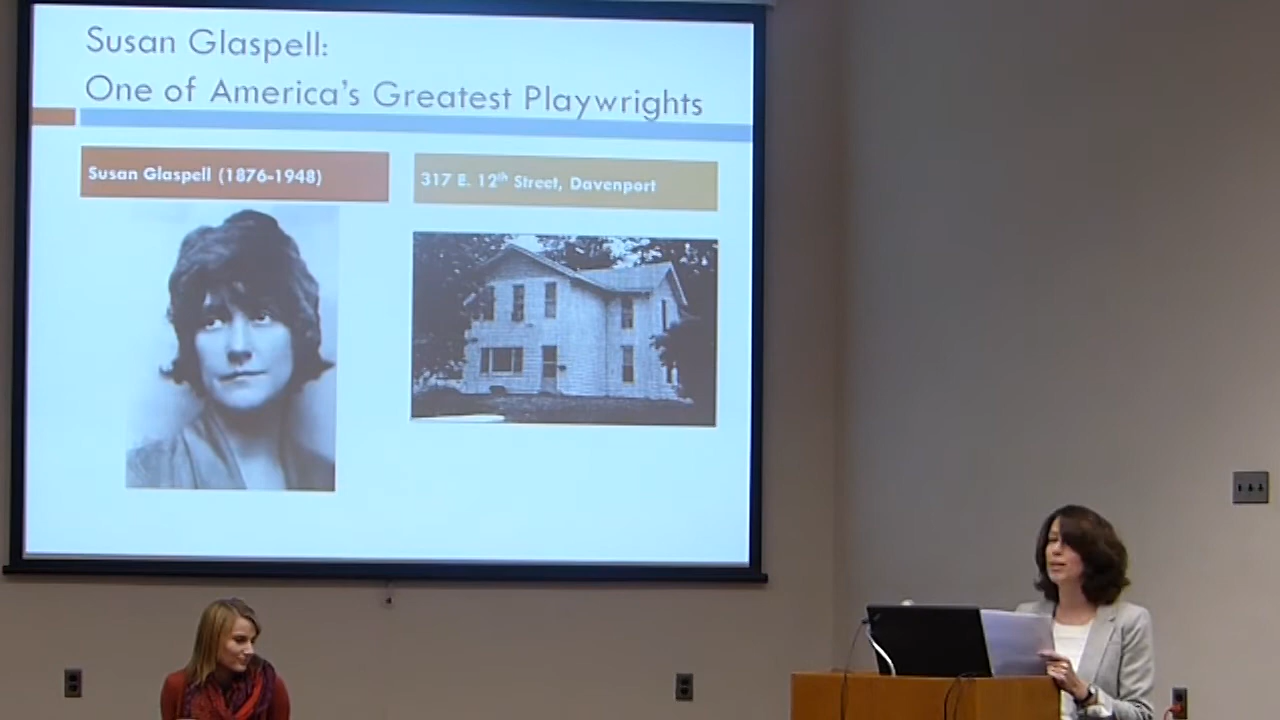 Susan Glaspell:
One of America's Greatest Playwrights
Susan Glaspell (1876-1948)
317 E. 12th Street, Davenport